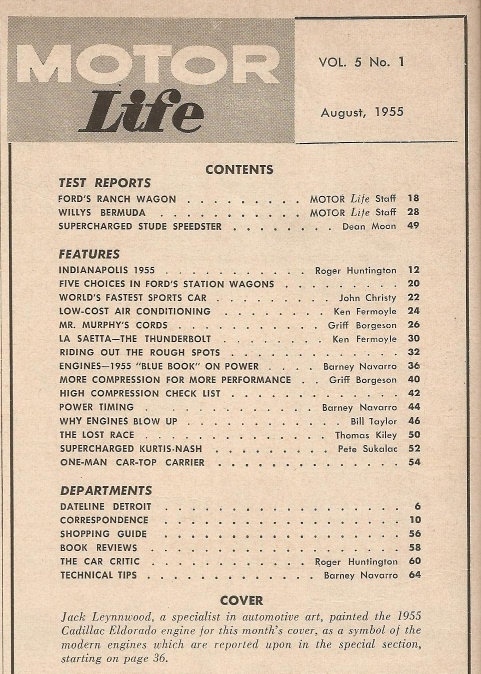 MOTOR
Life
VOL. 5 No. 1
August, 1955
CONTENTS
TEST REPORTS
FORD'S RANCH WAGON . . . . . . . . . MOTOR Life Staff 18
WILLYS BERMUDA . . . . . . . . . . . MOTOR Life Staff 28
SUPERCHARGED STUDE SPEEDSTER . . . . . . . . Dean Moon 49
FEATURES
INDIANAPOLIS 1955 . . . . . . . . . . . Roger Huntington 12
FIVE CHOICES IN FORD'S STATION WAGONS . . . . . . . . . 20
WORLD'S FASTEST SPORTS CAR . . . . . . . . . John Christy 22
LOW-COST AIR CONDITIONING . . . . . . . . . Ken Fermoyle 24
MR. MURPHY'S CORDS . . . . . . . . . . . Griff Borgeson 26
LA SAETTA—THE THUNDERBOLT . . . . . . . . . Ken Fermoyle 30
RIDING OUT THE ROUGH SPOTS . . . . . . . . . . . . . 32
ENGINES—1955 "BLUE BOOK" ON POWER . . . . . Barney Navarro 36
MORE COMPRESSION FOR MORE PERFORMANCE . . Griff Borgeson 40
HIGH COMPRESSION CHECK LIST . . . . . . . . . . . . . 42
POWER TIMING . . . . . . . . . . . . . Barney Navarro 44
WHY ENGINES BLOW UP . . . . . . . . . . . . Bill Taylor 46
THE LOST RACE . . . . . . . . . . . . . Thomas Kiley 50
SUPERCHARGED KURTIS-NASH . . . . . . . . . Pete Sukalac 52
ONE-MAN CAR-TOP CARRIER . . . . . . . . . . . . . . 54
DEPARTMENTS
DATELINE DETROIT . . . . . . . . . . . . . . . . . 6
CORRESPONDENCE . . . . . . . . . . . . . . . . . 10
SHOPPING GUIDE . . . . . . . . . . . . . . . . . 56
BOOK REVIEWS . . . . . . . . . . . . . . . . . . 58
THE CAR CRITIC . . . . . . . . . . . Roger Huntington 60
TECHNICAL TIPS . . . . . . . . . . . . Barney Navarro 64
COVER
Jack Leynnwood, a specialist in automotive art, painted the 1955
Cadillac Eldorado engine for this month's cover, as a symbol of the
modern engines which are reported upon in the special section,
starting on page 36.